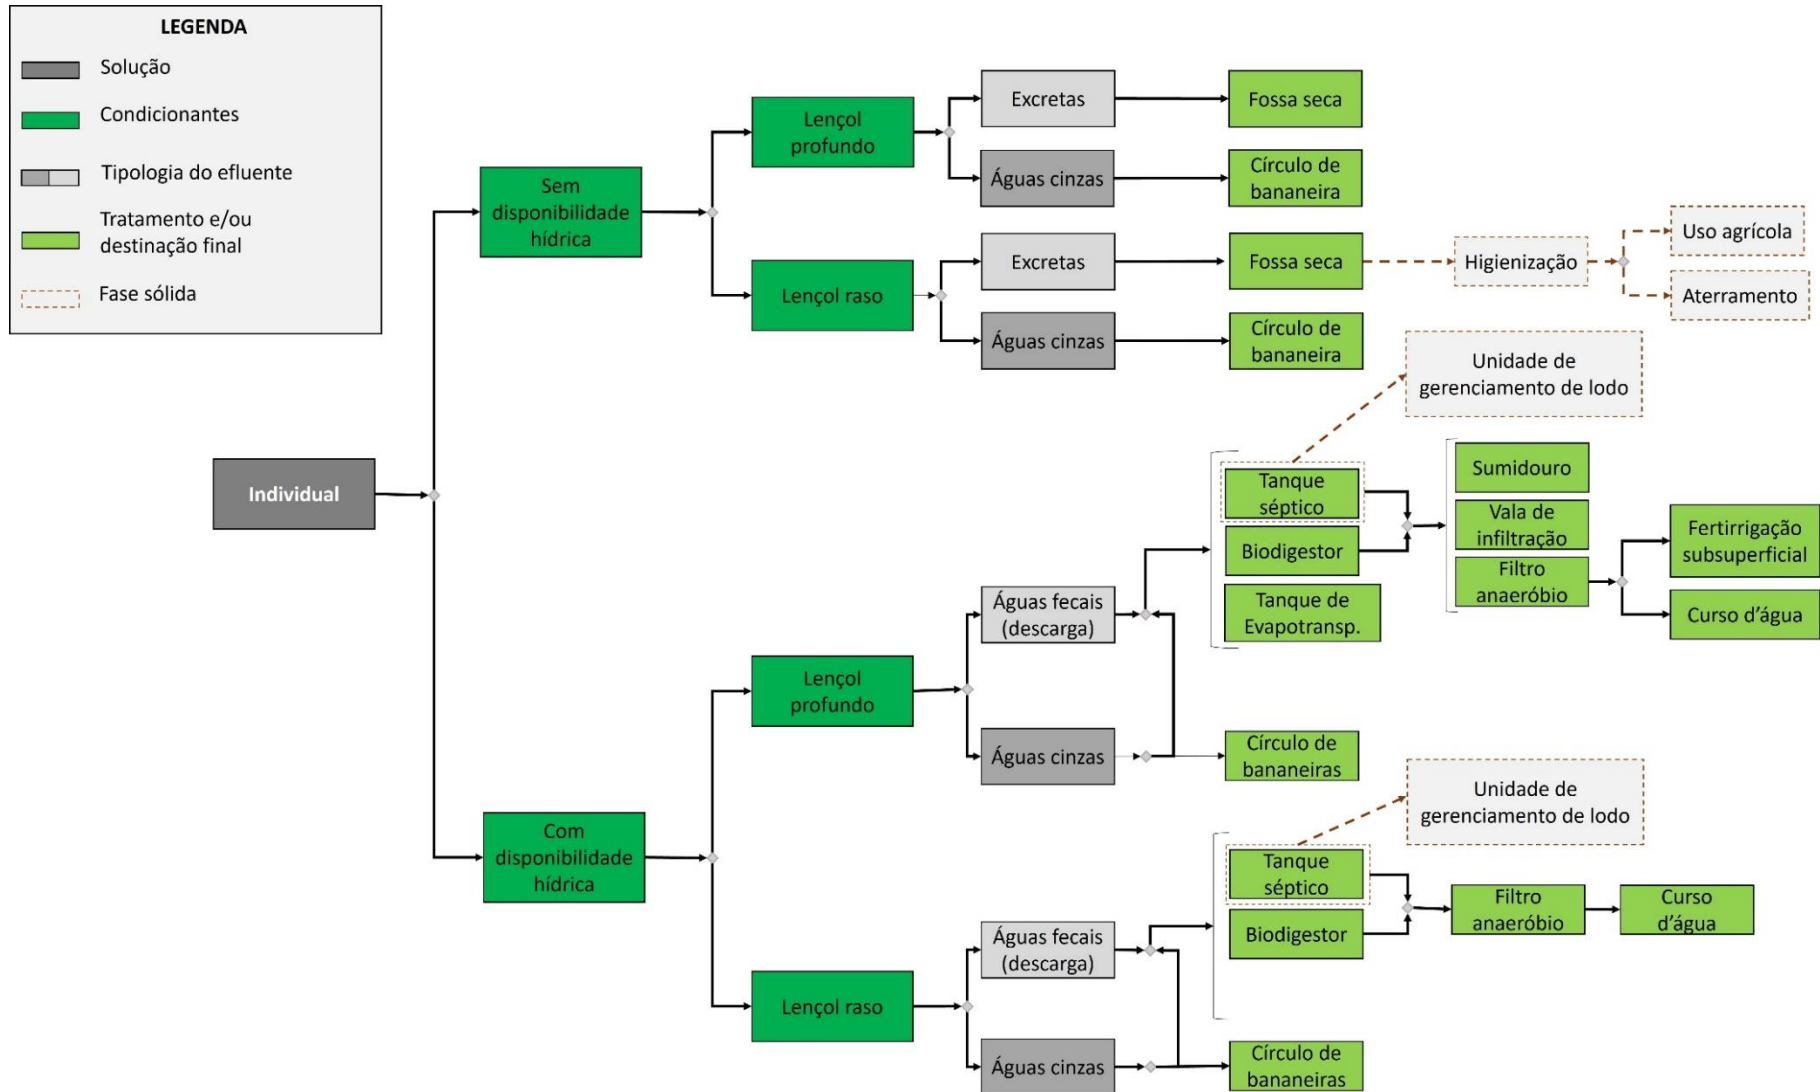 LEGENDA
Solução
Condicionantes
Tipologia do efluente
Tratamento e/ou
destinação final
Fase sólida
Individual
Sem
disponibilidade
hídrica
Lençol
profundo
Excretas
Fossa seca
Águas cinzas
Círculo de
bananeira
Lençol raso
Excretas
Fossa seca
Higienização
Uso agrícola
Aterramento
Águas cinzas
Círculo de
bananeira
Com
disponibilidade
hídrica
Lençol
profundo
Águas fecais
(descarga)
Tanque
séptico
Unidade de
gerenciamento de lodo
Biodigestor
Tanque de
Evapotransp.
Sumidouro
Vala de
infiltração
Filtro
anaeróbio
Fertirrigação
subsuperficial
Curso d’água
Águas cinzas
Círculo de
bananeiras
Lençol raso
Águas fecais
(descarga)
Tanque
séptico
Unidade de
gerenciamento de lodo
Biodigestor
Filtro
anaeróbio
Curso
d’água
Águas cinzas
Círculo de
bananeiras